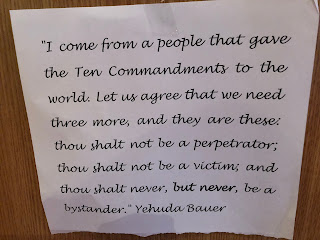 "I come from a people that gave
the Ten Commandments to the
world. Let us agree that we need
three more, and they are these:
thou shalt not be a perpetrator;
thou shalt not be a victim; and
thou shalt never, but never, be a
bystander." Yehuda Bauer